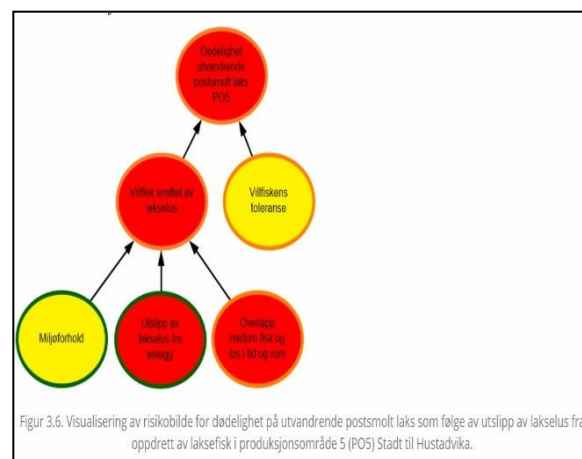 Dødelighet
utvandrende
postsmolt laks
PO5
Villfisk smittet av
lakselus
Villfiskens
toleranse
Miljøforhold
Utslipp av
lakselus fra
anlegg
Overlapp
mellom fisk og
lus i tid og rom
Figur 3.6. Visualisering av risikobilde for dødelighet på utvandrende postsmolt laks som følge av utslipp av lakselus fra
oppdrett av laksefisk i produksjonsområde 5 (PO5) Stadt til Hustadvika.